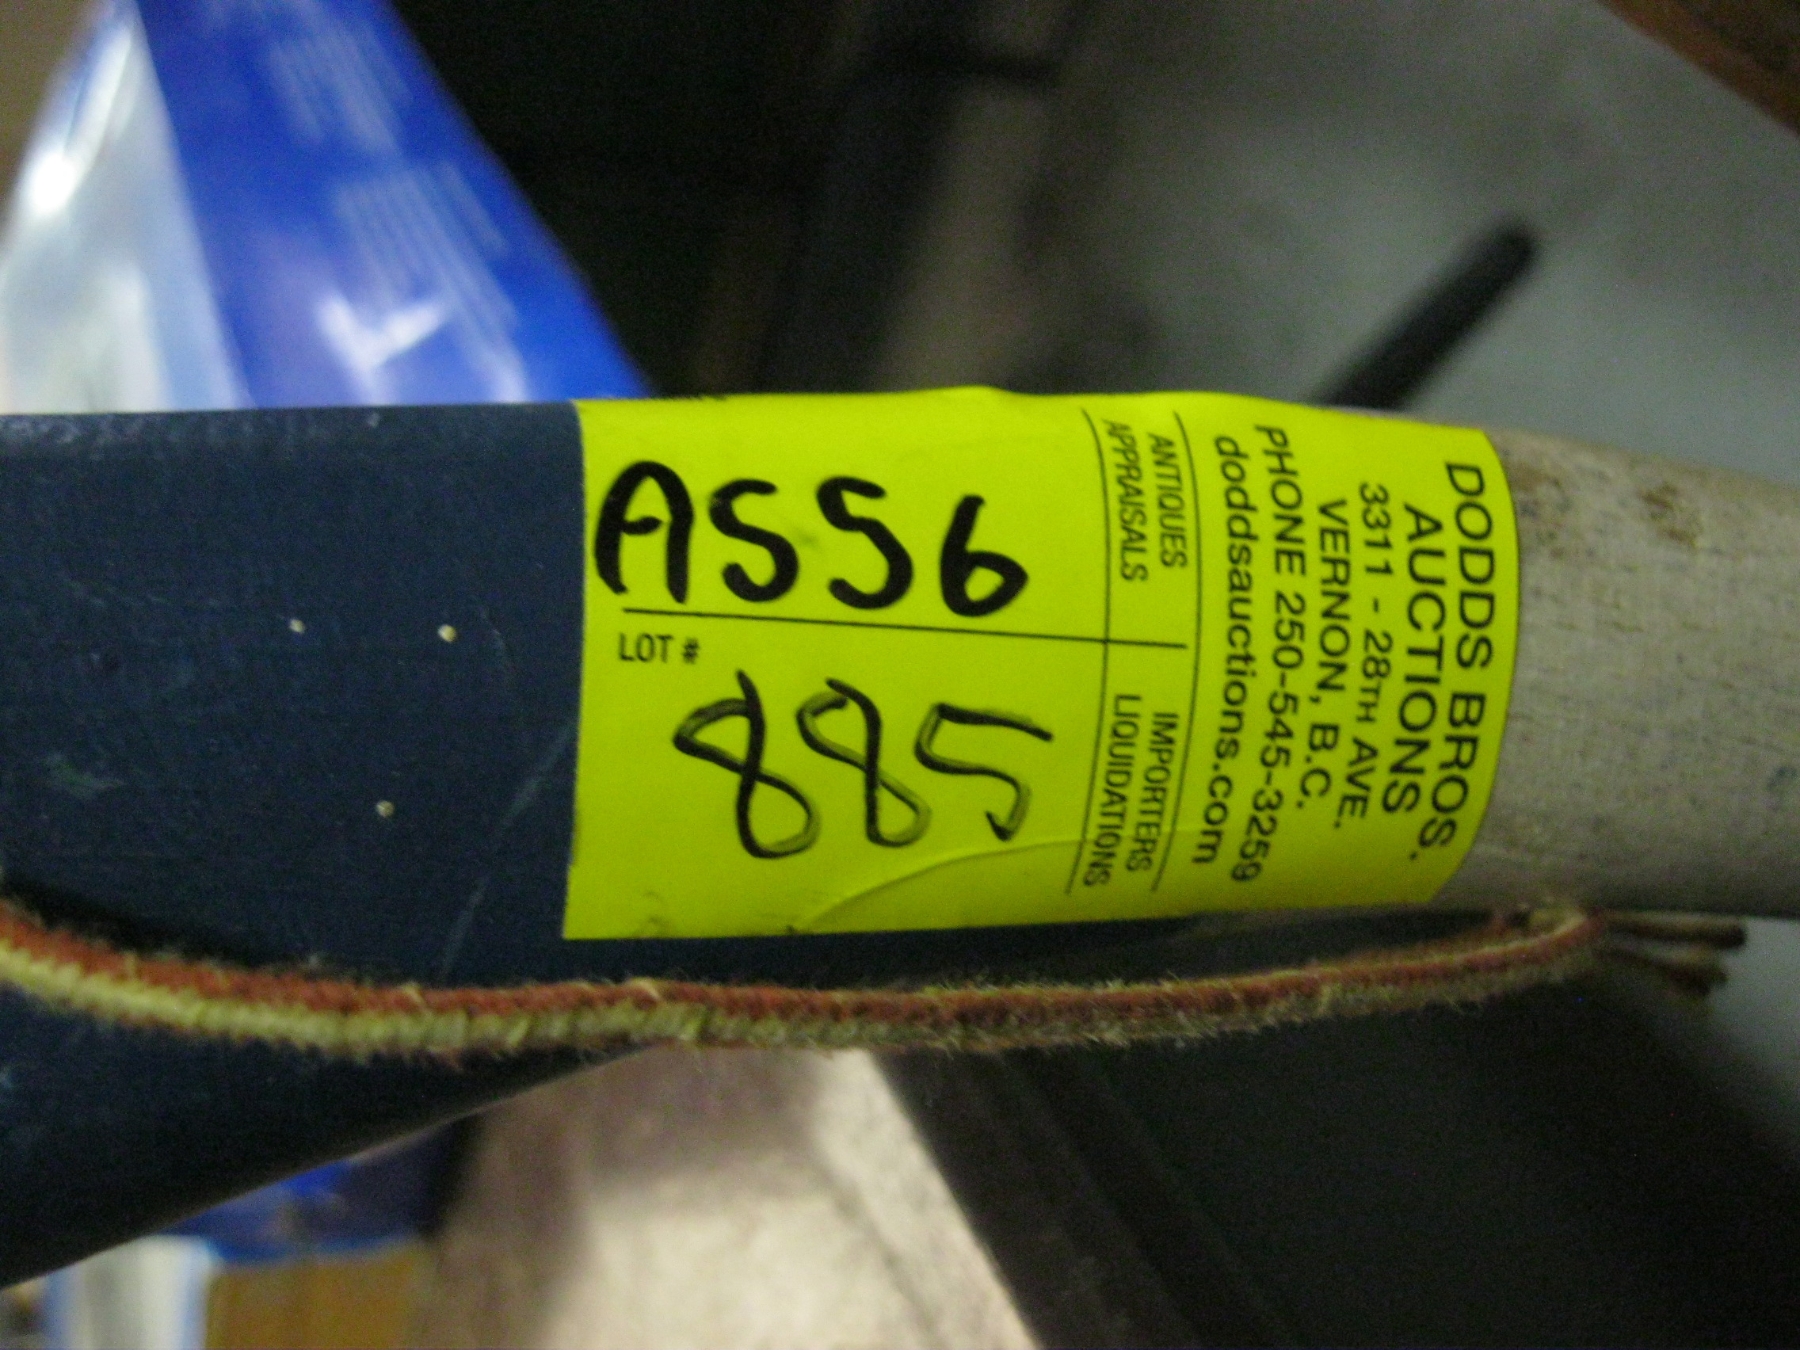 DODDS BROS.
AUCTIONS
3311 - 28TH AVE.
VERNON, B.C.
PHONE 250-545-3259
doddsauctions.com
ANTIQUES
APPRAISALS
IMPORTERS
LIQUIDATIONS
A556
LOT #
885